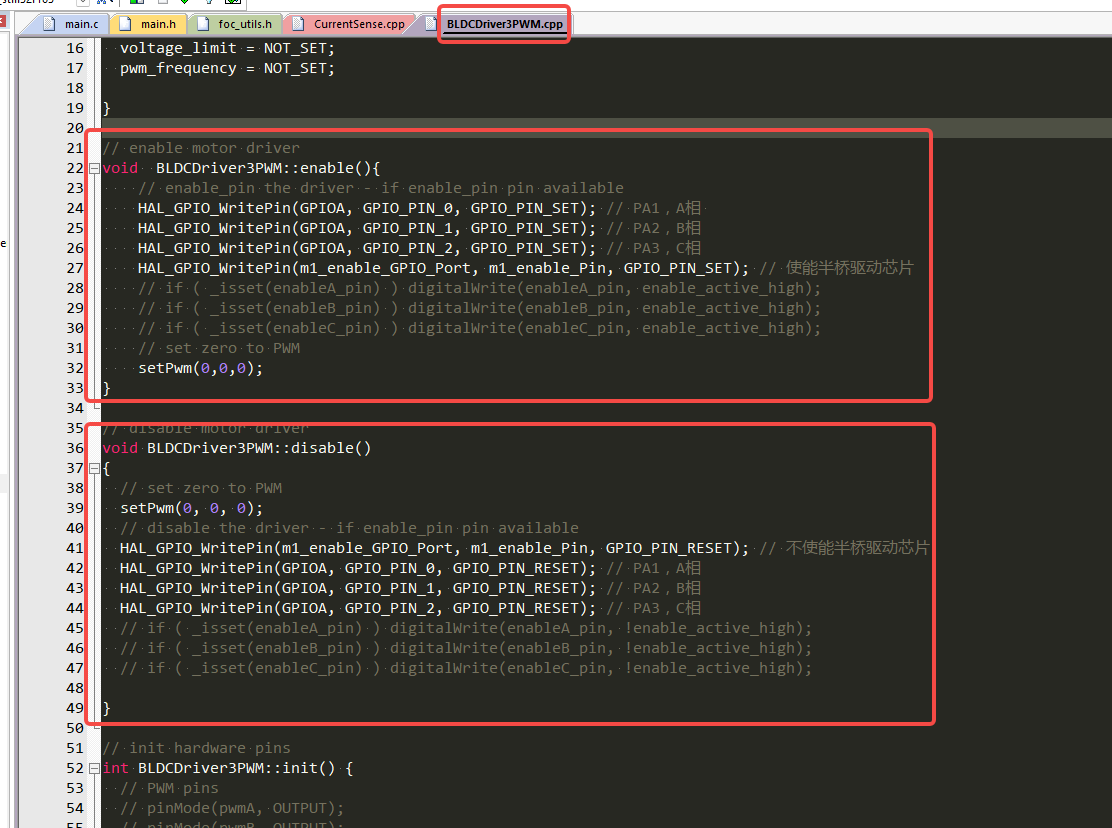 main.c main.h foc_utils.h CurrentSense.cpp BLDCDriver3PWM.cpp
16 voltage_limit = NOT_SET;
17 pwm_frequency = NOT_SET;
18
19 }
20
21 // enable motor driver
22 void BLDCDriver3PWM::enable(){
23 // enable_pin the driver - if enable_pin pin available
24 HAL_GPIO_WritePin(GPIOA, GPIO_PIN_0, GPIO_PIN_SET); // PA1，A相
25 HAL_GPIO_WritePin(GPIOA, GPIO_PIN_1, GPIO_PIN_SET); // PA2，B相
26 HAL_GPIO_WritePin(GPIOA, GPIO_PIN_2, GPIO_PIN_SET); // PA3，C相
27 HAL_GPIO_WritePin(m1_enable_GPIO_Port, m1_enable_Pin, GPIO_PIN_SET); // 使能半桥驱动芯片
28 // if ( _isset(enableA_pin) ) digitalWrite(enableA_pin, enable_active_high);
29 // if ( _isset(enableB_pin) ) digitalWrite(enableB_pin, enable_active_high);
30 // if ( _isset(enableC_pin) ) digitalWrite(enableC_pin, enable_active_high);
31 // set zero to PWM
32 setPwm(0,0,0);
33 }
34
35 // disable motor driver
36 void BLDCDriver3PWM::disable()
37 {
38 // set zero to PWM
39 setPwm(0, 0, 0);
40 // disable the driver - if enable_pin pin available
41 HAL_GPIO_WritePin(m1_enable_GPIO_Port, m1_enable_Pin, GPIO_PIN_RESET); // 不使能半桥驱动芯片
42 HAL_GPIO_WritePin(GPIOA, GPIO_PIN_0, GPIO_PIN_RESET); // PA1，A相
43 HAL_GPIO_WritePin(GPIOA, GPIO_PIN_1, GPIO_PIN_RESET); // PA2，B相
44 HAL_GPIO_WritePin(GPIOA, GPIO_PIN_2, GPIO_PIN_RESET); // PA3，C相
45 // if ( _isset(enableA_pin) ) digitalWrite(enableA_pin, !enable_active_high);
46 // if ( _isset(enableB_pin) ) digitalWrite(enableB_pin, !enable_active_high);
47 // if ( _isset(enableC_pin) ) digitalWrite(enableC_pin, !enable_active_high);
48
49 }
50
51 // init hardware pins
52 int BLDCDriver3PWM::init() {
53 // PWM pins
54 // pinMode(pwmA, OUTPUT);
55 // pinMode(pwmB, OUTPUT);